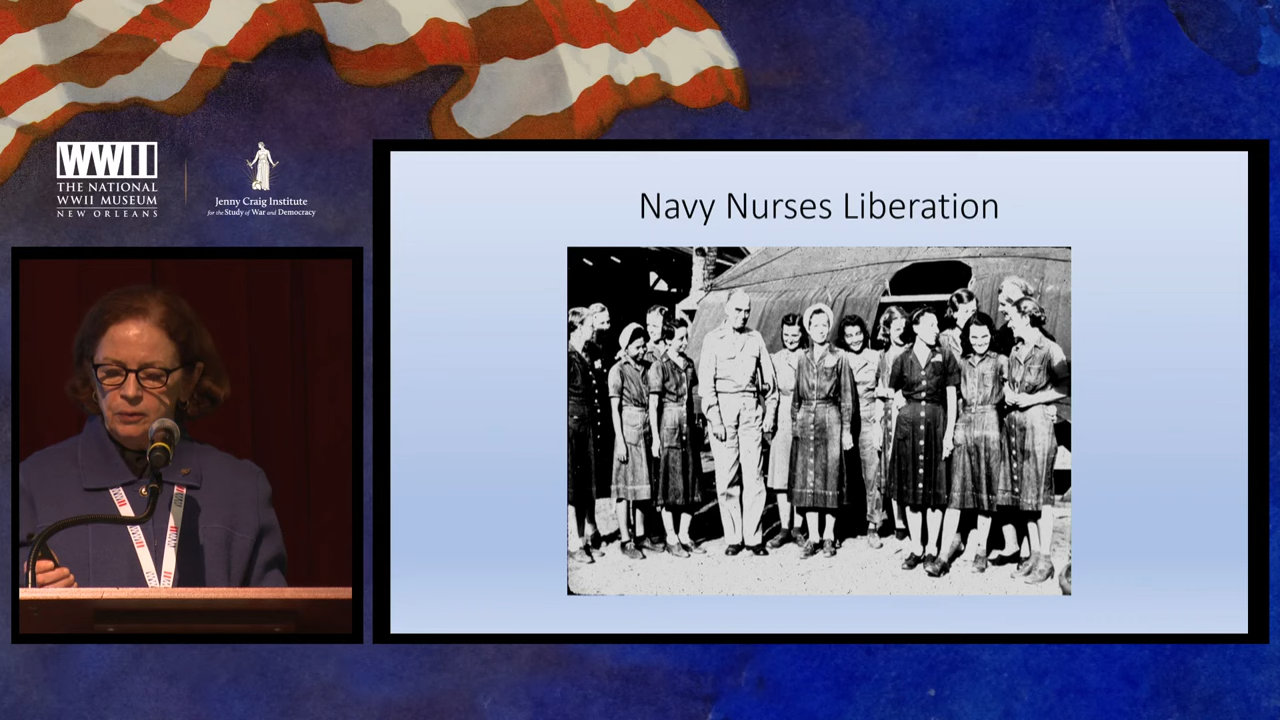 WWII
THE NATIONAL
WWII MUSEUM
NEW ORLEANS
Jenny Craig Institute
for the Study of War and Democracy
Navy Nurses Liberation